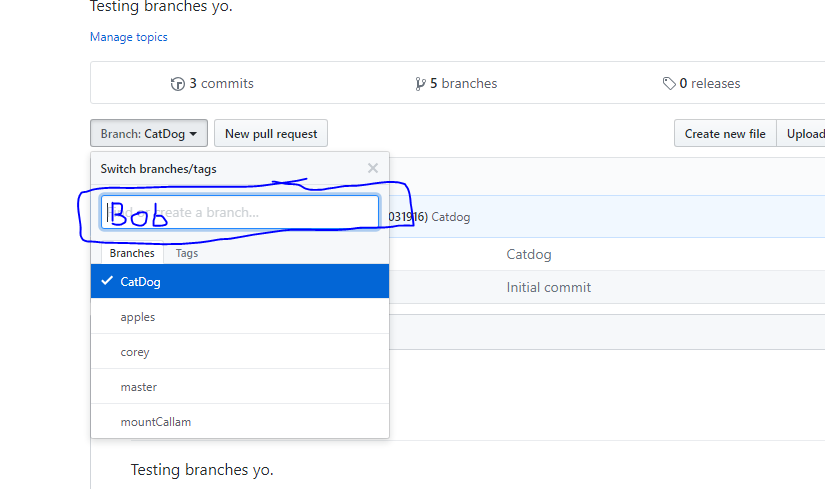 Testing branches yo.
Manage topics
3 commits 5 branches 0 releases
Branch: CatDog New pull request Create new file Upload
Switch branches/tags
Bob
create a branch...
031916) Catdog
Branches Tags
CatDog
Catdog
Initial commit
apples
corey
master
mountCallam
Testing branches yo.